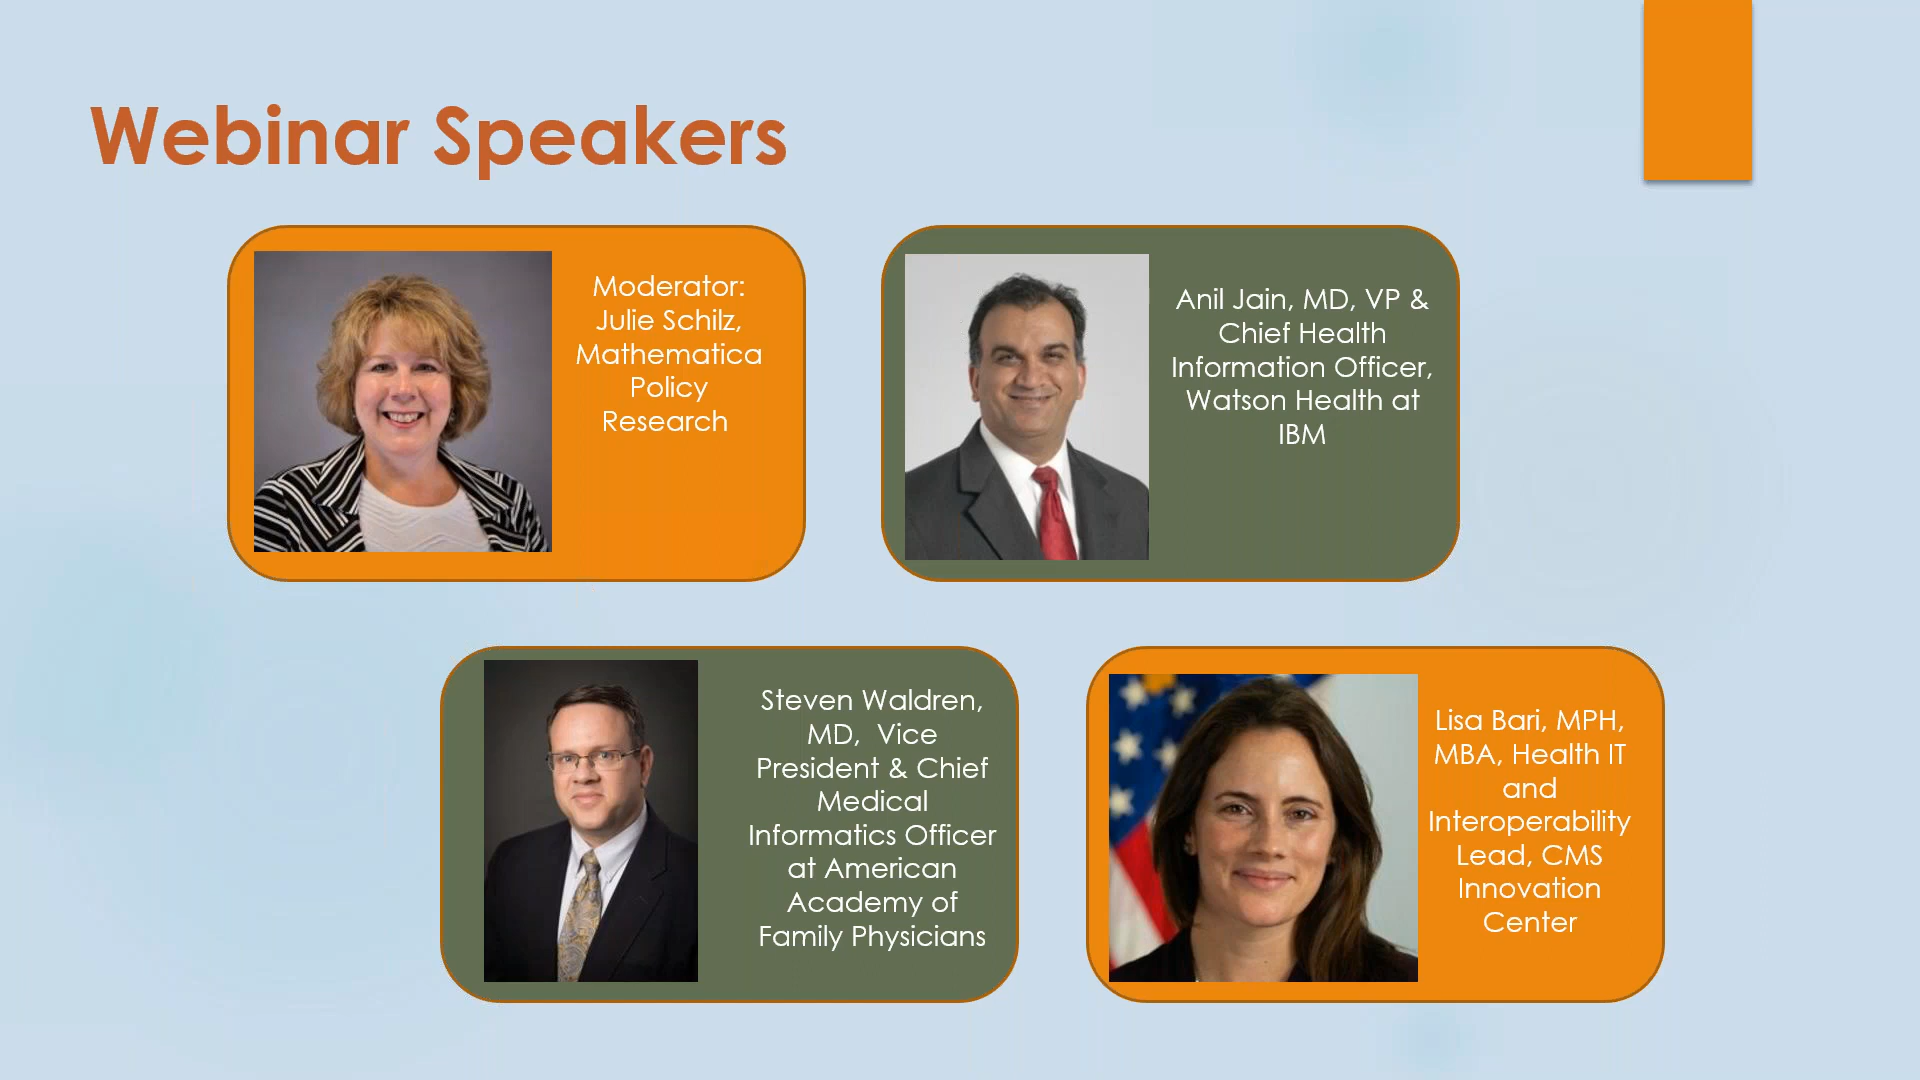 Webinar Speakers
Moderator:
Julie Schilz,
Mathematica
Policy
Research
Anil Jain, MD, VP &
Chief Health
Information Officer,
Watson Health at
IBM
Steven Waldren,
MD,  Vice
President & Chief
Medical
Informatics Officer
at American
Academy of
Family Physicians
Lisa Bari, MPH,
MBA, Health IT
and
Interoperability
Lead, CMS
Innovation
Center